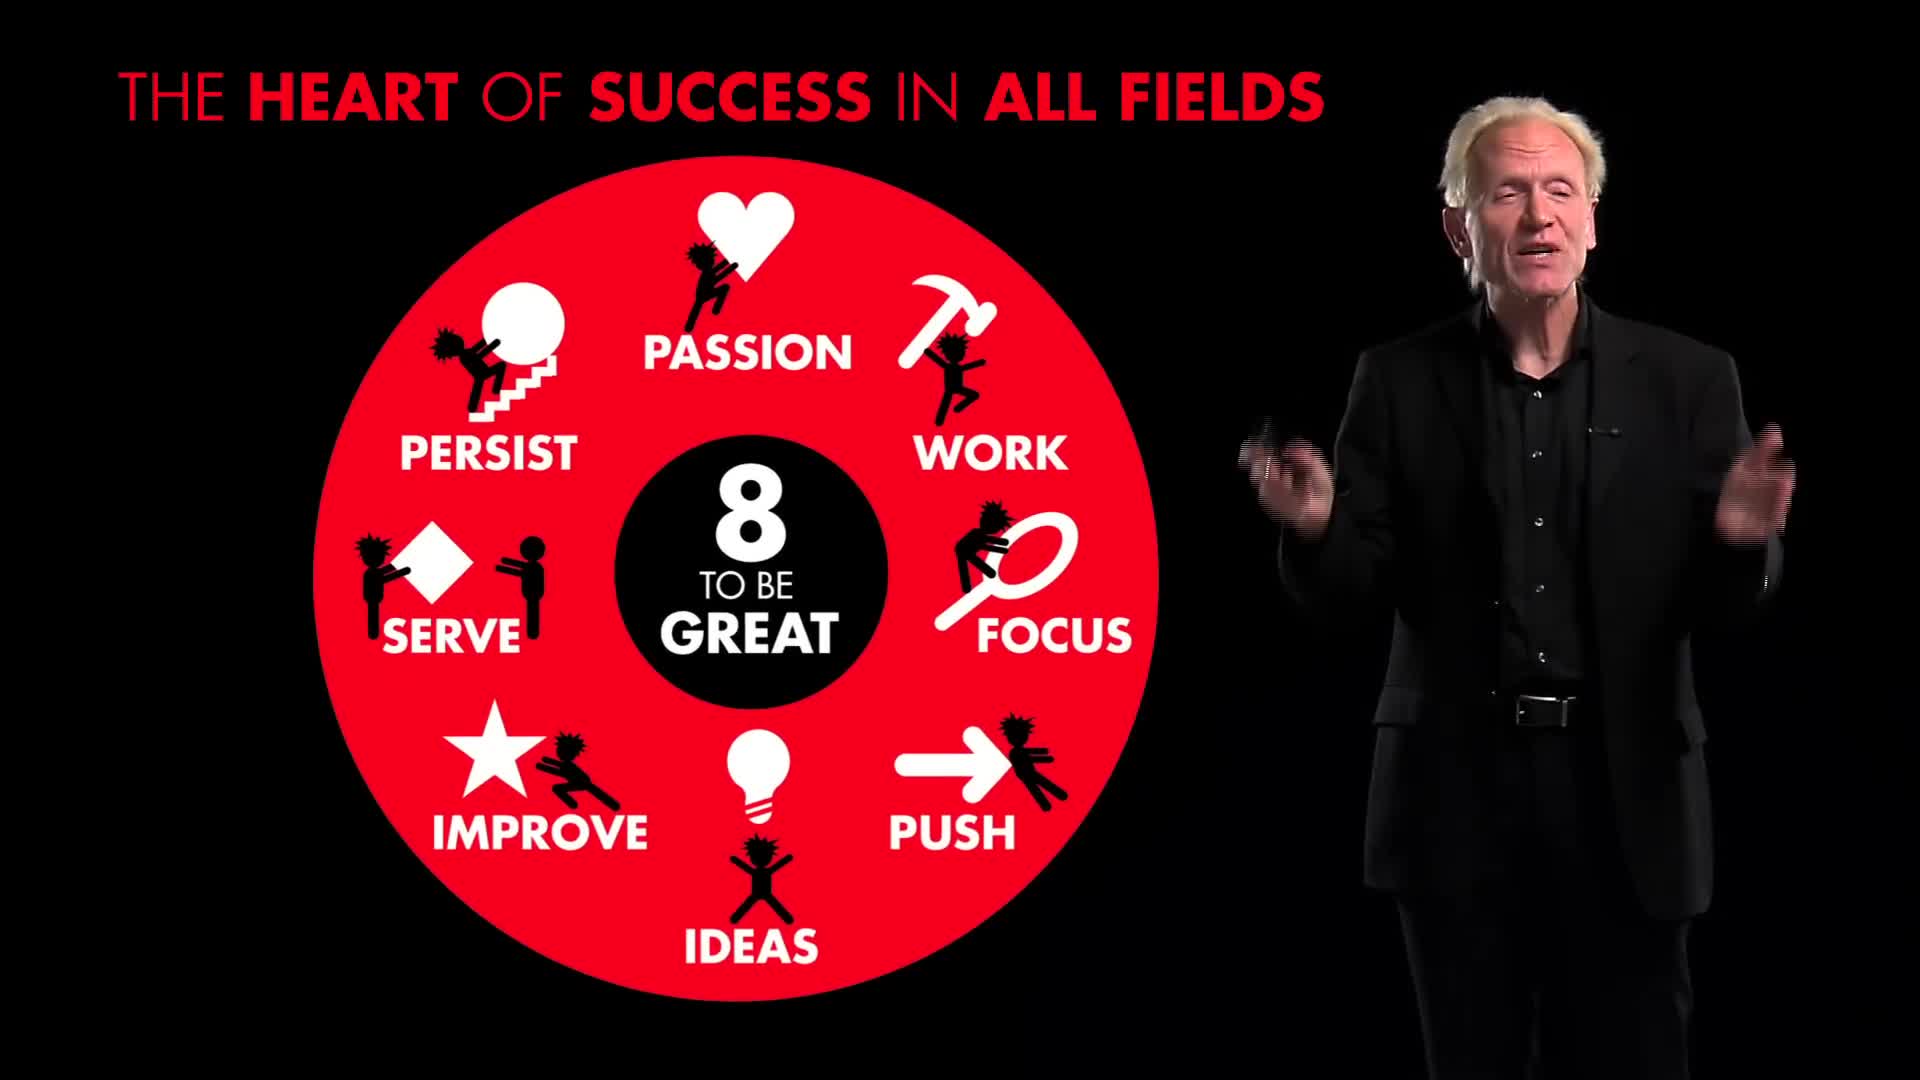 THE HEART OF SUCCESS IN ALL FIELDS
PASSION
WORK
FOCUS
PUSH
IDEAS
IMPROVE
SERVE
PERSIST
8
TO BE
GREAT